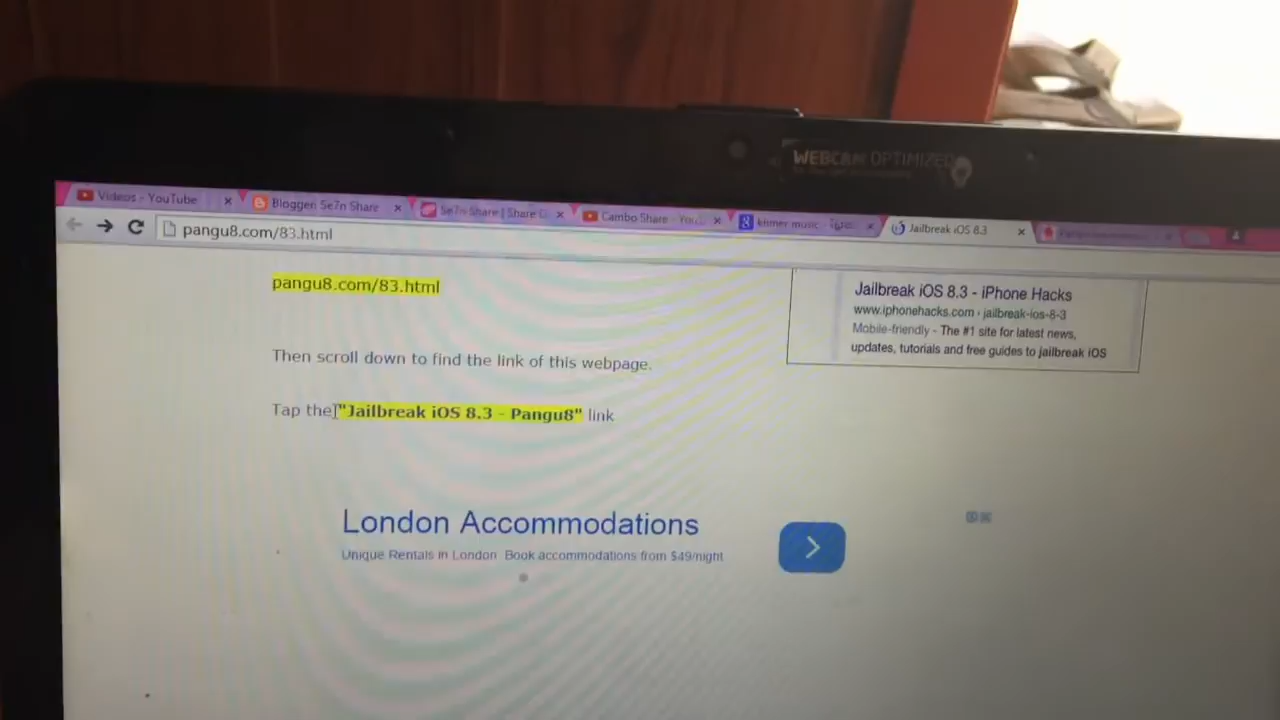 WEBCAM OPTIMIZED
Videos - YouTube
Blogger: Se7n Share
Se7n Share | Share
Cambo Share - You
khmer music -
Jailbreak iOS 8.3
pangu8.com/83.html
pangu8.com/83.html
Jailbreak iOS 8.3 - iPhone Hacks
www.iphonehacks.com › jailbreak-ios-8-3
Mobile-friendly - The #1 site for latest news,
updates, tutorials and free guides to jailbreak iOS
Then scroll down to find the link of this webpage.
Tap the "Jailbreak iOS 8.3 - Pangu8" link
London Accommodations
Unique Rentals in London. Book accommodations from $49/night